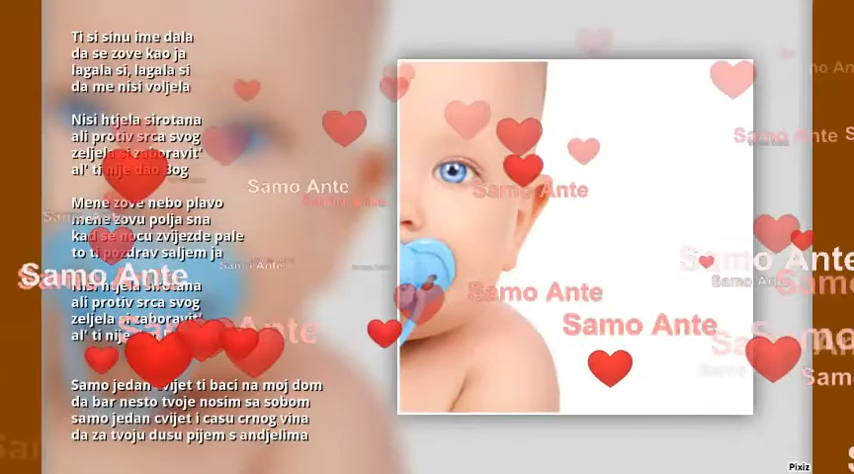 Ti si sinu ime dala
da se zove kao ja
lagala si, lagala si
da me nisi voljela
Nisi htjela sirotana
ali protiv srca svog
zeljela si zaboravit'
al' ti nije dao Bog
Mene zove nebo plavo
mene zovu polja sna
kad se nocu zvijezde pale
to ti pozdrav saljem ja
Nisi htjela sirotana
ali protiv srca svog
zeljela si zaboravit'
al' ti nije
Samo jedan cvijet ti baci na moj dom
da bar nesto tvoje nosim sa sobom
samo jedan cvijet i casu crnog vina
da za tvoju dusu pijem s andjelima
Samo Ante
Samo Ante
Samo Ante
Samo Ante
Samo Ante
Samo Ante
Samo Ante
Samo Ante
Samo Ante
Samo Ante
Pixiz